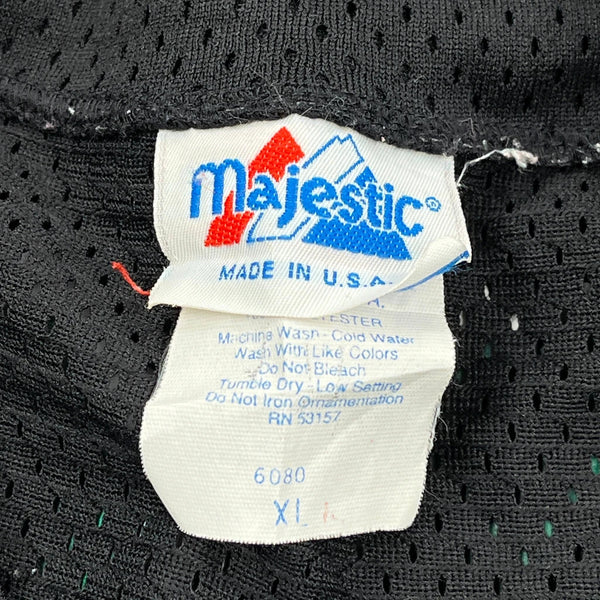 majestic®
MADE IN U.S.A.
Machine Wash - Cold Water
Wash With Like Colors
Do Not Bleach
Tumble Dry - Low Setting
Do Not Iron Ornamentation
RN 53157
6080
XL